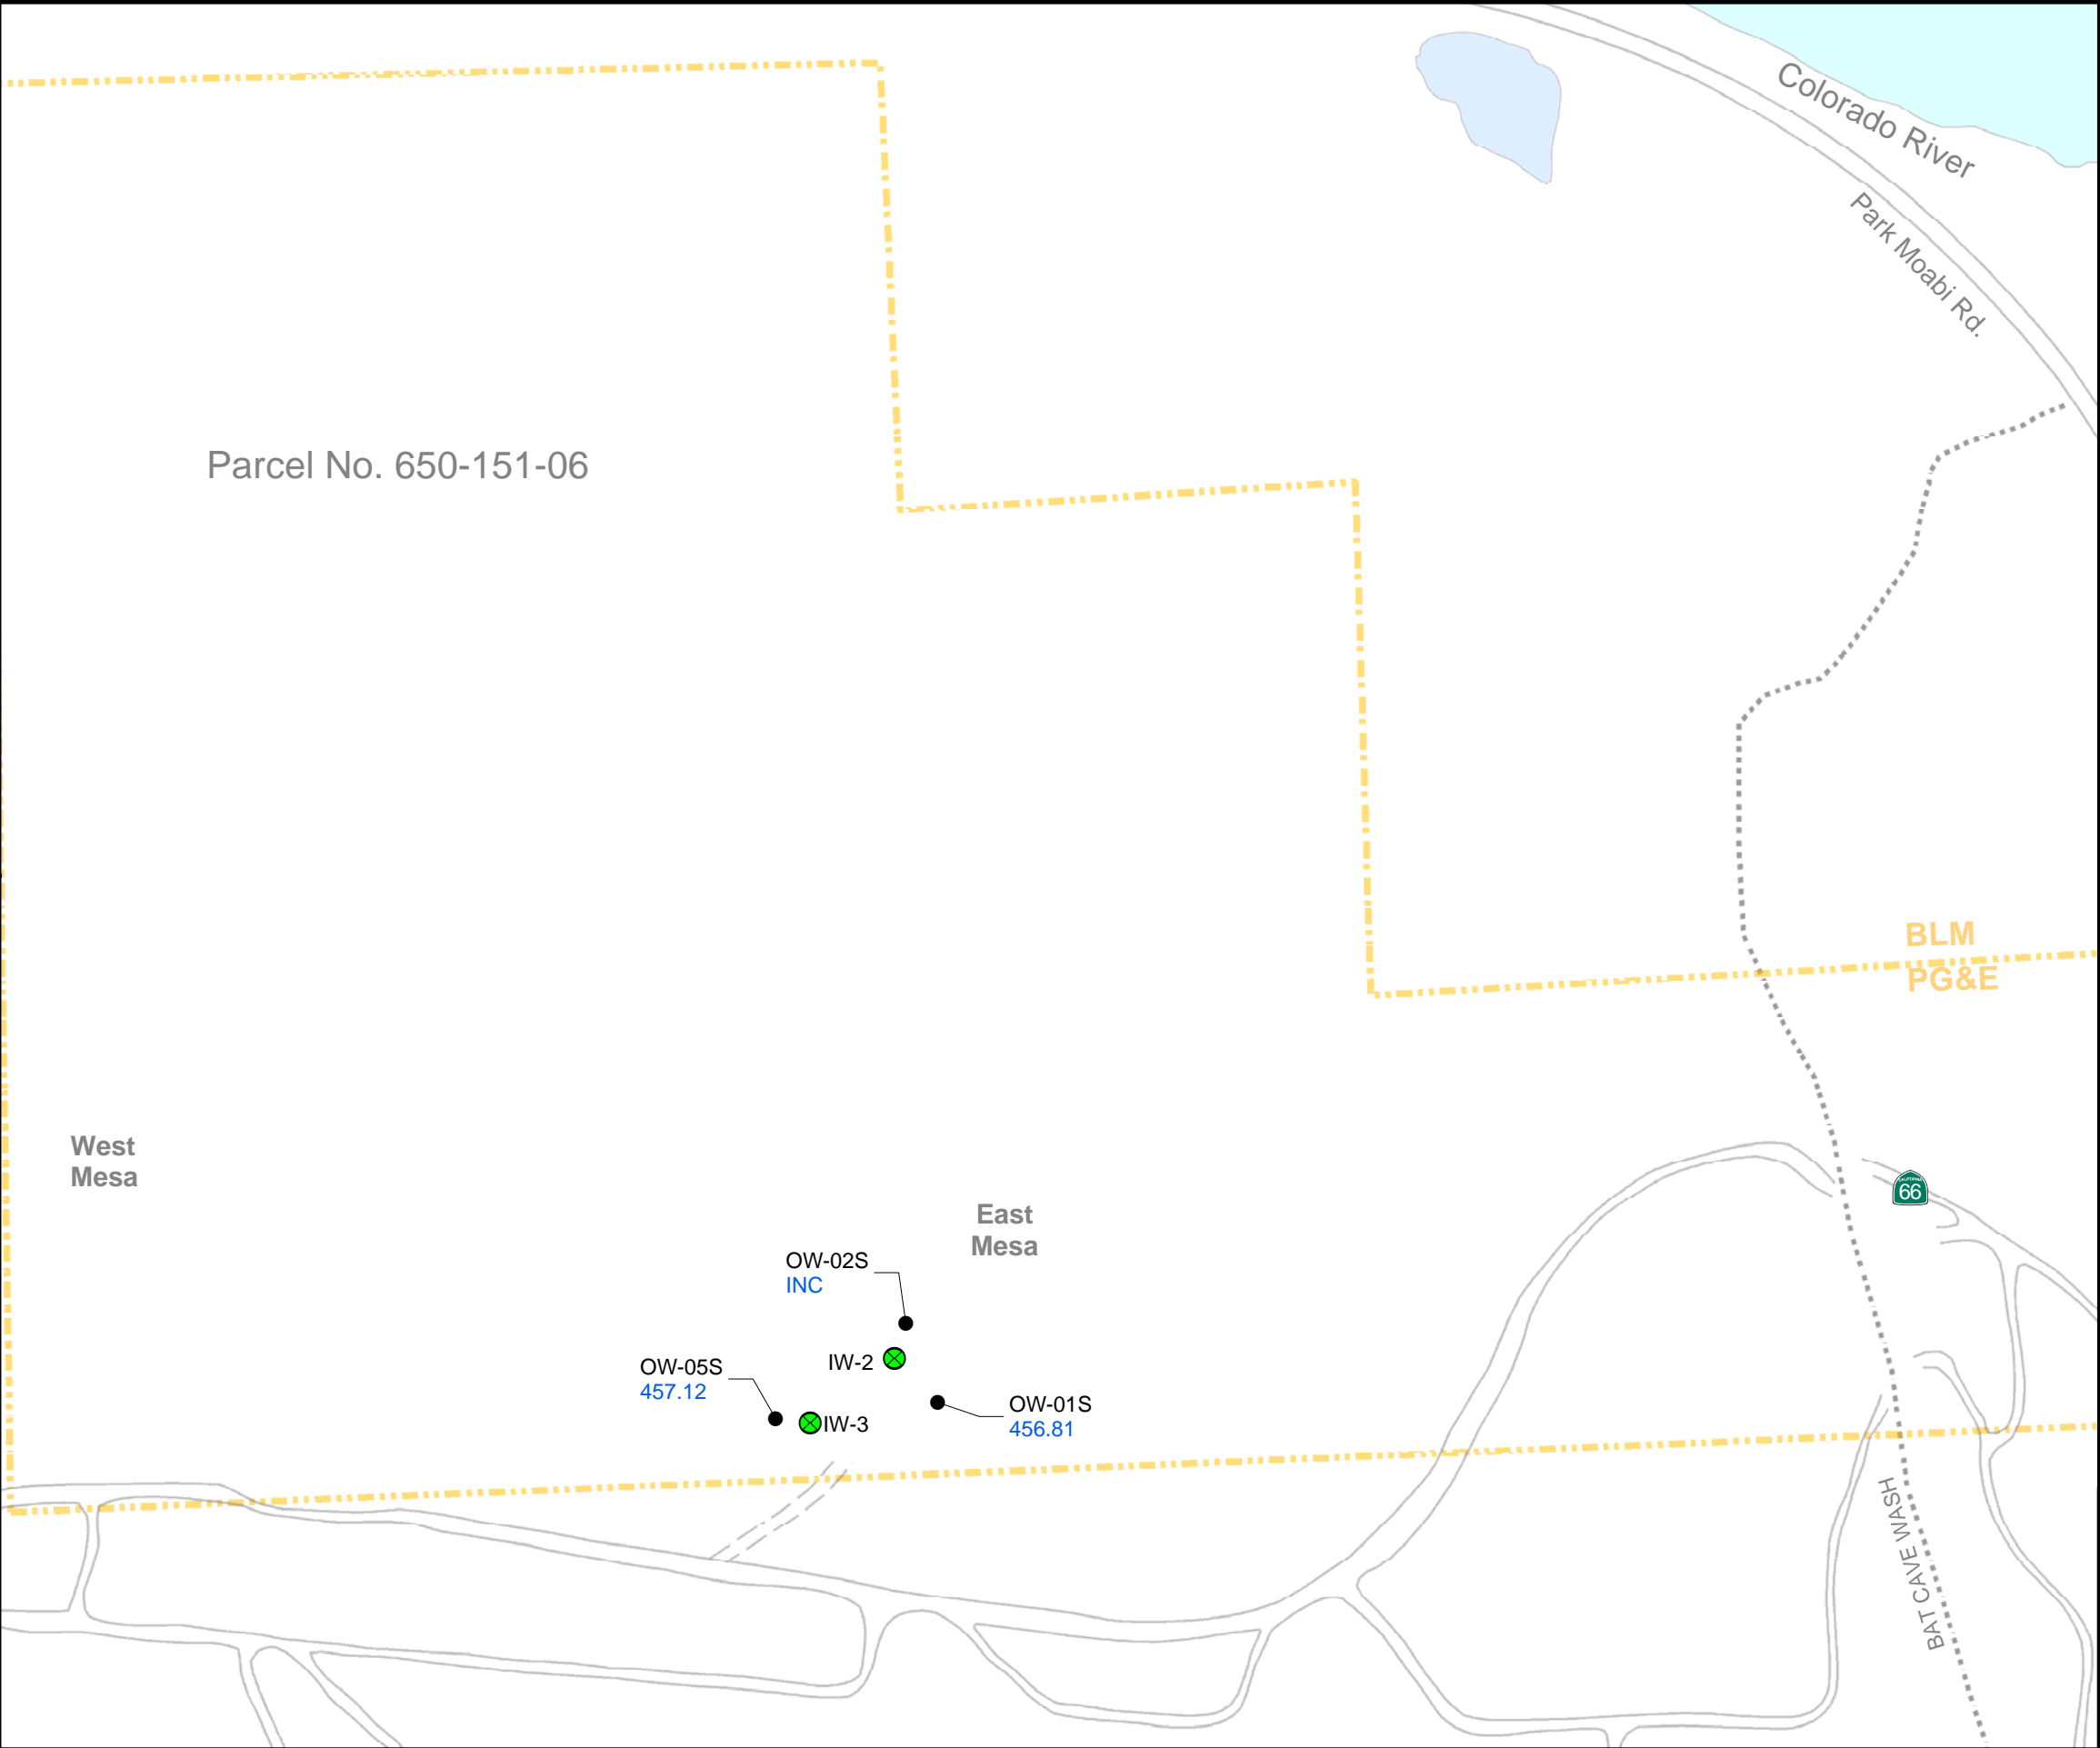 Colorado River
Park Moabi Rd.
Parcel No. 650-151-06
BLM
PG&E
West
Mesa
CALIFORNIA
66
East
Mesa
OW-02S
INC
IW-2
OW-05S
457.12
IW-3
OW-01S
456.81
BAT CAVE WASH